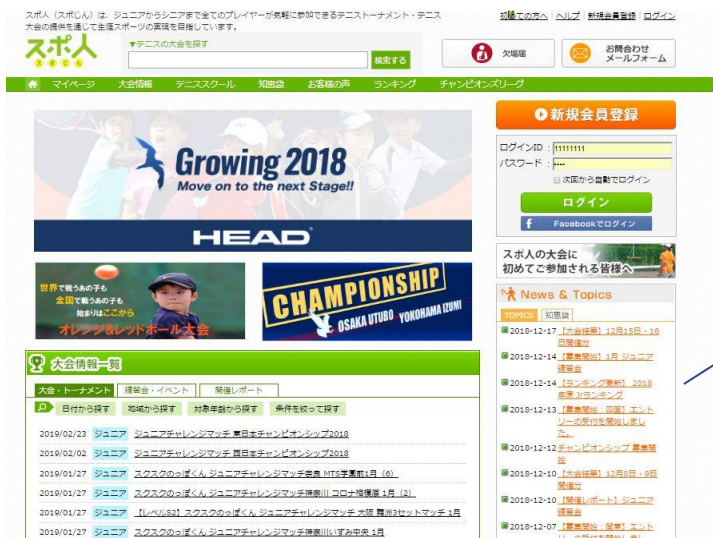 スポ人（スポじん）は、ジュニアからシニアまで全てのプレイヤーが気軽に参加できるテニストーナメント・テニス
大会の提供を通じて生涯スポーツの実現を目指しています。
初めての方へ ヘルプ 新規会員登録 ログイン
スポ人
スポじん
▼テニスの大会を探す
検索する
欠場届
お問合わせ
メールフォーム
マイページ 大会情報 テニススクール 知恵袋 お客様の声 ランキング チャンピオンズリーグ
Growing 2018
Move on to the next Stage!!
HEAD
世界で戦うあの子も
全国で戦うあの子も
始まりはここから
オレンジ&レッドボール大会
CHAMPIONSHIP
OSAKA UTUBO YOKOHAMA IZUMI
大会情報一覧
大会・トーナメント 練習会・イベント 開催レポート
日付から探す 地域から探す 対象年齢から探す 条件を絞って探す
2019/02/23 ジュニア ジュニアチャレンジマッチ 東日本チャンピオンシップ2018
2019/02/02 ジュニア ジュニアチャレンジマッチ 西日本チャンピオンシップ2018
2019/01/27 ジュニア スクスクのっぽくん ジュニアチャレンジマッチ奈良 MTS学園前1月（6）
2019/01/27 ジュニア スクスクのっぽくん ジュニアチャレンジマッチ神奈川 コロナ相模原 1月（2）
2019/01/27 ジュニア 【レベルS2】スクスクのっぽくん ジュニアチャレンジマッチ 大阪 舞洲3セットマッチ 1月
2019/01/27 ジュニア スクスクのっぽくん ジュニアチャレンジマッチ神奈川いずみ中央 1月
新規会員登録
ログインID : 11111111
パスワード : ••••
次回から自動でログイン
ログイン
f Facebookでログイン
スポ人の大会に
初めてご参加される皆様へ
News & Topics
TOPICS 知恵袋
2018-12-17 【大会結果】12月15日・16
日開催分
2018-12-14 【募集開始】1月 ジュニア
練習会
2018-12-14 【ランキング更新】 2018
年度 Jrランキング
2018-12-13 【募集開始：四国】エント
リーの受付を開始しまし
た。
2018-12-12 チャンピオンシップ 募集開
始
2018-12-10 【大会結果】12月8日・9日
開催分
2018-12-10 【開催レポート】ジュニア
練習会
2018-12-07 【募集開始：関東】エント
リーの受付を開始しまし